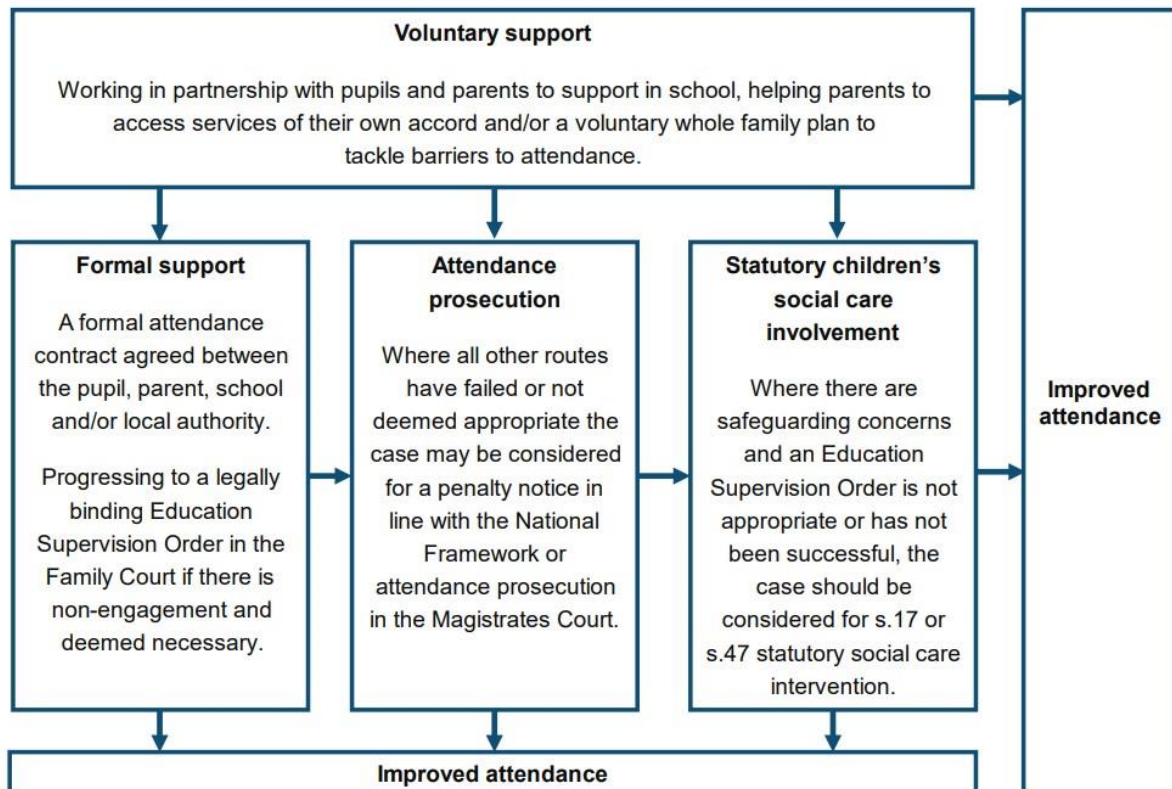 Voluntary support
Working in partnership with pupils and parents to support in school, helping parents to
access services of their own accord and/or a voluntary whole family plan to
tackle barriers to attendance.
Formal support
A formal attendance
contract agreed between
the pupil, parent, school
and/or local authority.
Progressing to a legally
binding Education
Supervision Order in the
Family Court if there is
non-engagement and
deemed necessary.
Attendance
prosecution
Where all other routes
have failed or not
deemed appropriate the
case may be considered
for a penalty notice in
line with the National
Framework or
attendance prosecution
in the Magistrates Court.
Statutory children’s
social care
involvement
Where there are
safeguarding concerns
and an Education
Supervision Order is not
appropriate or has not
been successful, the
case should be
considered for s.17 or
s.47 statutory social care
intervention.
Improved
attendance
Improved attendance